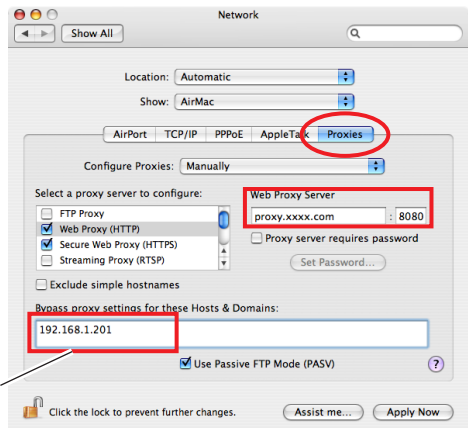 Network
Show All
Location: Automatic
Show: AirMac
AirPort TCP/IP PPPoE AppleTalk Proxies
Configure Proxies: Manually
Select a proxy server to configure:
Web Proxy Server
FTP Proxy
Web Proxy (HTTP)
Secure Web Proxy (HTTPS)
Streaming Proxy (RTSP)
proxy.xxxx.com : 8080
Proxy server requires password
Set Password...
Exclude simple hostnames
Bypass proxy settings for these Hosts & Domains:
192.168.1.201
Use Passive FTP Mode (PASV)
?
Click the lock to prevent further changes.
Assist me... Apply Now